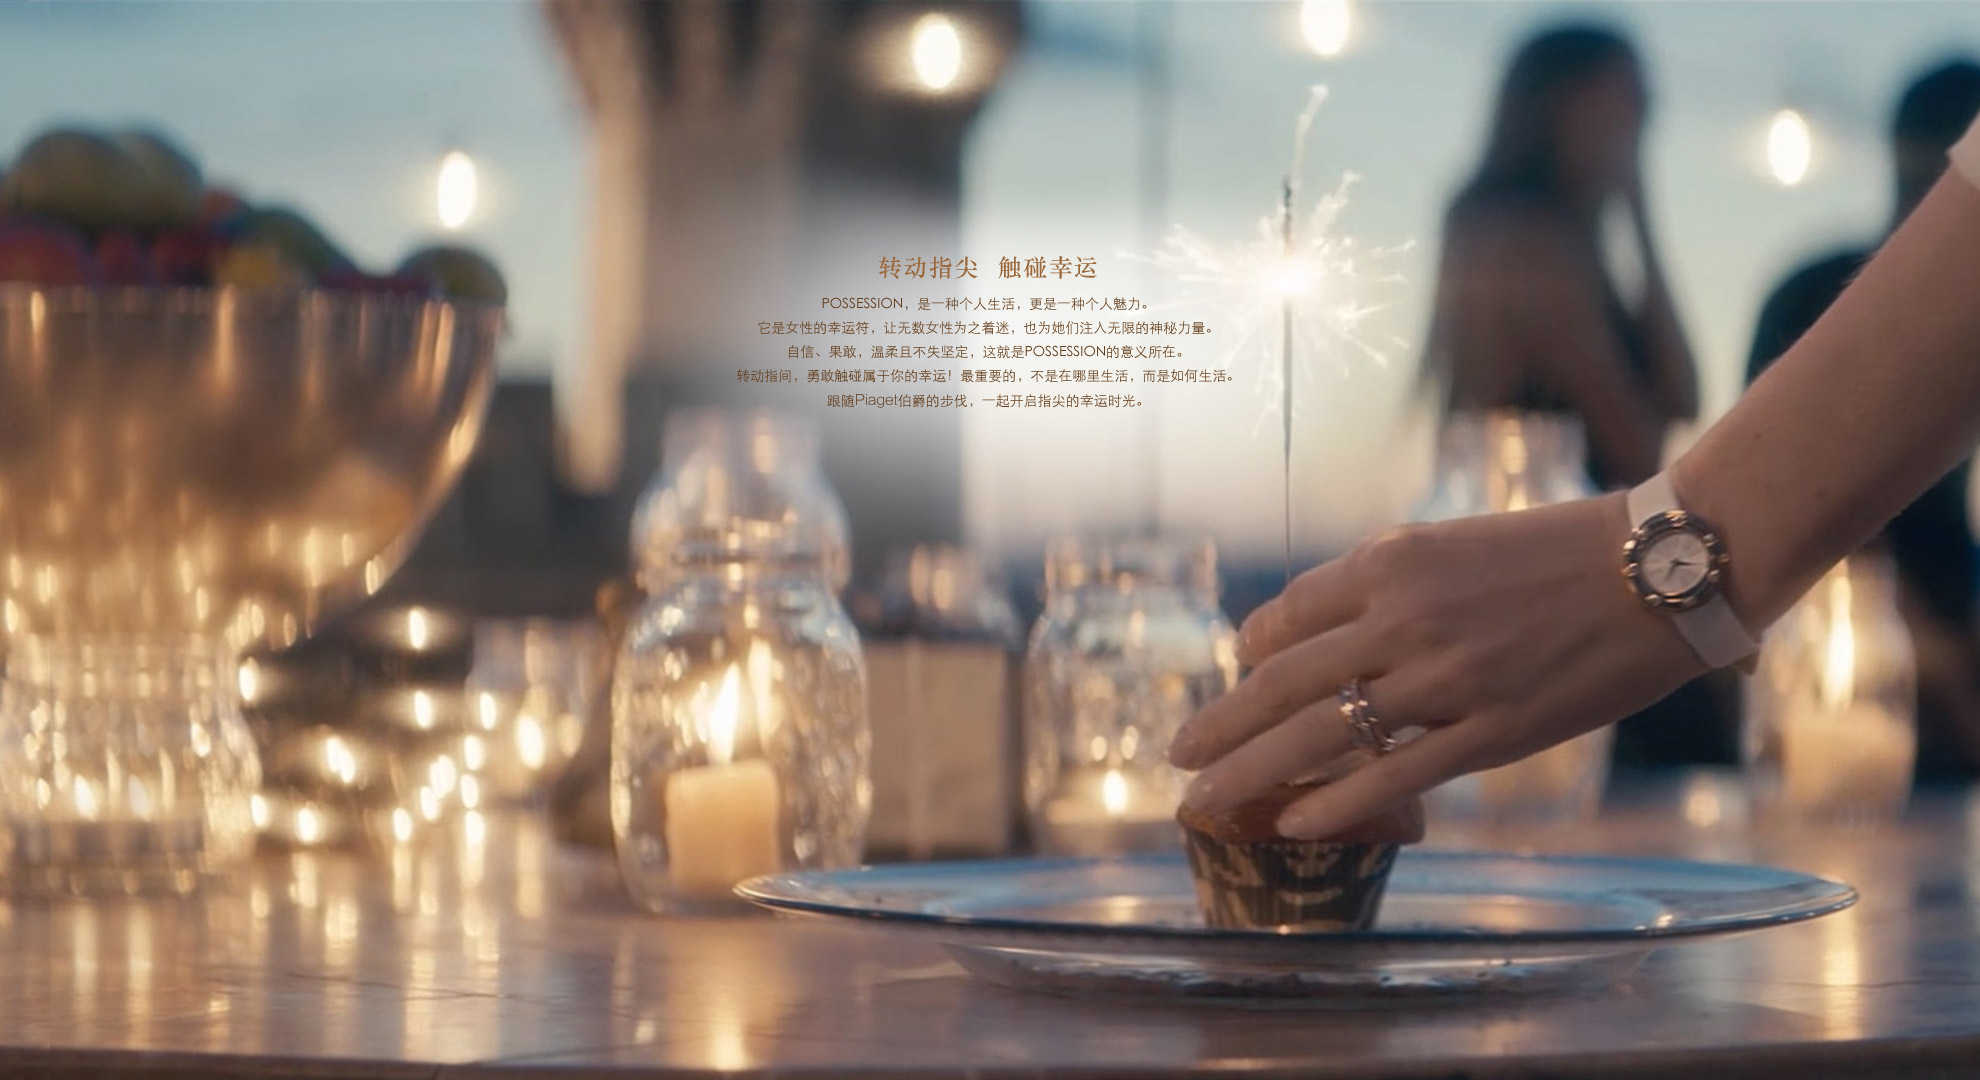 转动指尖 触碰幸运
POSSESSION，是一种个人生活，更是一种个人魅力。
它是女性的幸运符，让无数女性为之着迷，也为她们注入无限的神秘力量。
自信、果敢，温柔且不失坚定，这就是POSSESSION的意义所在。
转动指间，勇敢触碰属于你的幸运！最重要的，不是在哪里生活，而是如何生活。
跟随Piaget伯爵的步伐，一起开启指尖的幸运时光。